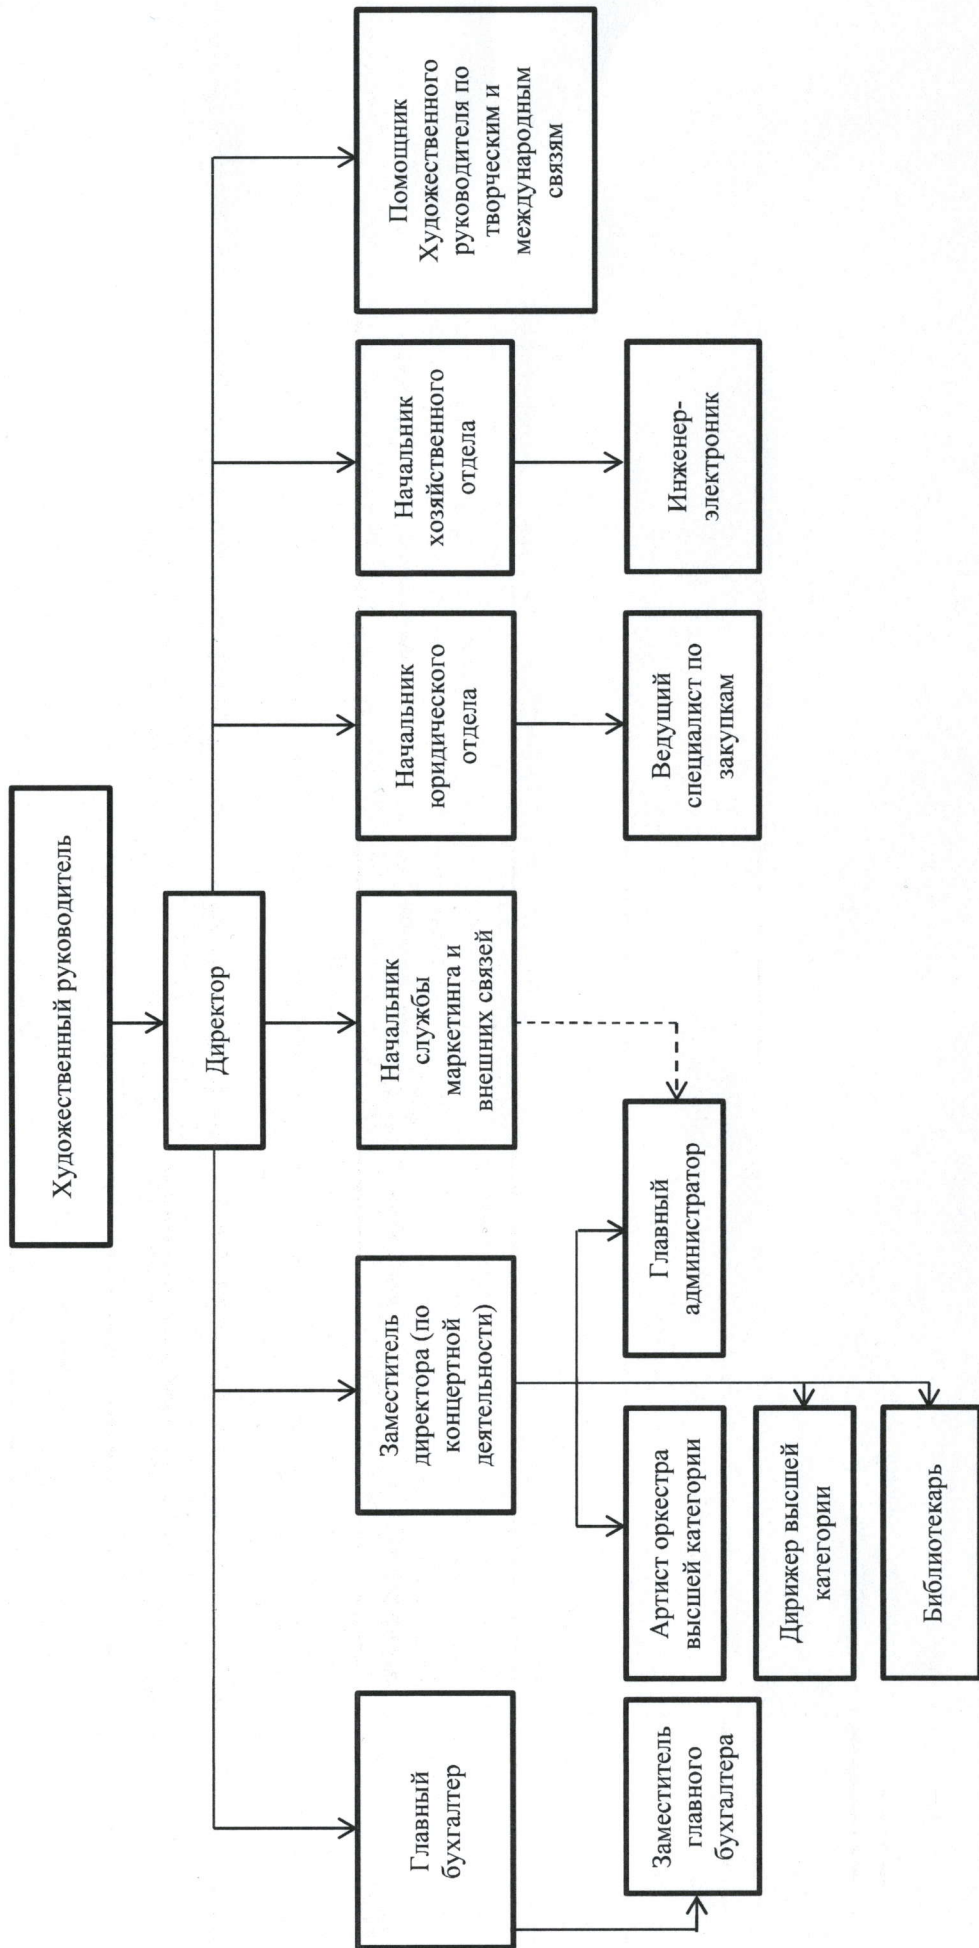 Художественный руководитель
Директор
Главный
бухгалтер
Заместитель
директора (по
концертной
деятельности)
Начальник
службы
маркетинга и
внешних связей
Начальник
юридического
отдела
Начальник
хозяйственного
отдела
Помощник
Художественного
руководителя по
творческим и
международным
связям
Заместитель
главного
бухгалтера
Артист оркестра
высшей категории
Главный
администратор
Ведущий
специалист по
закупкам
Инженер-
электроник
Дирижер высшей
категории
Библиотекарь